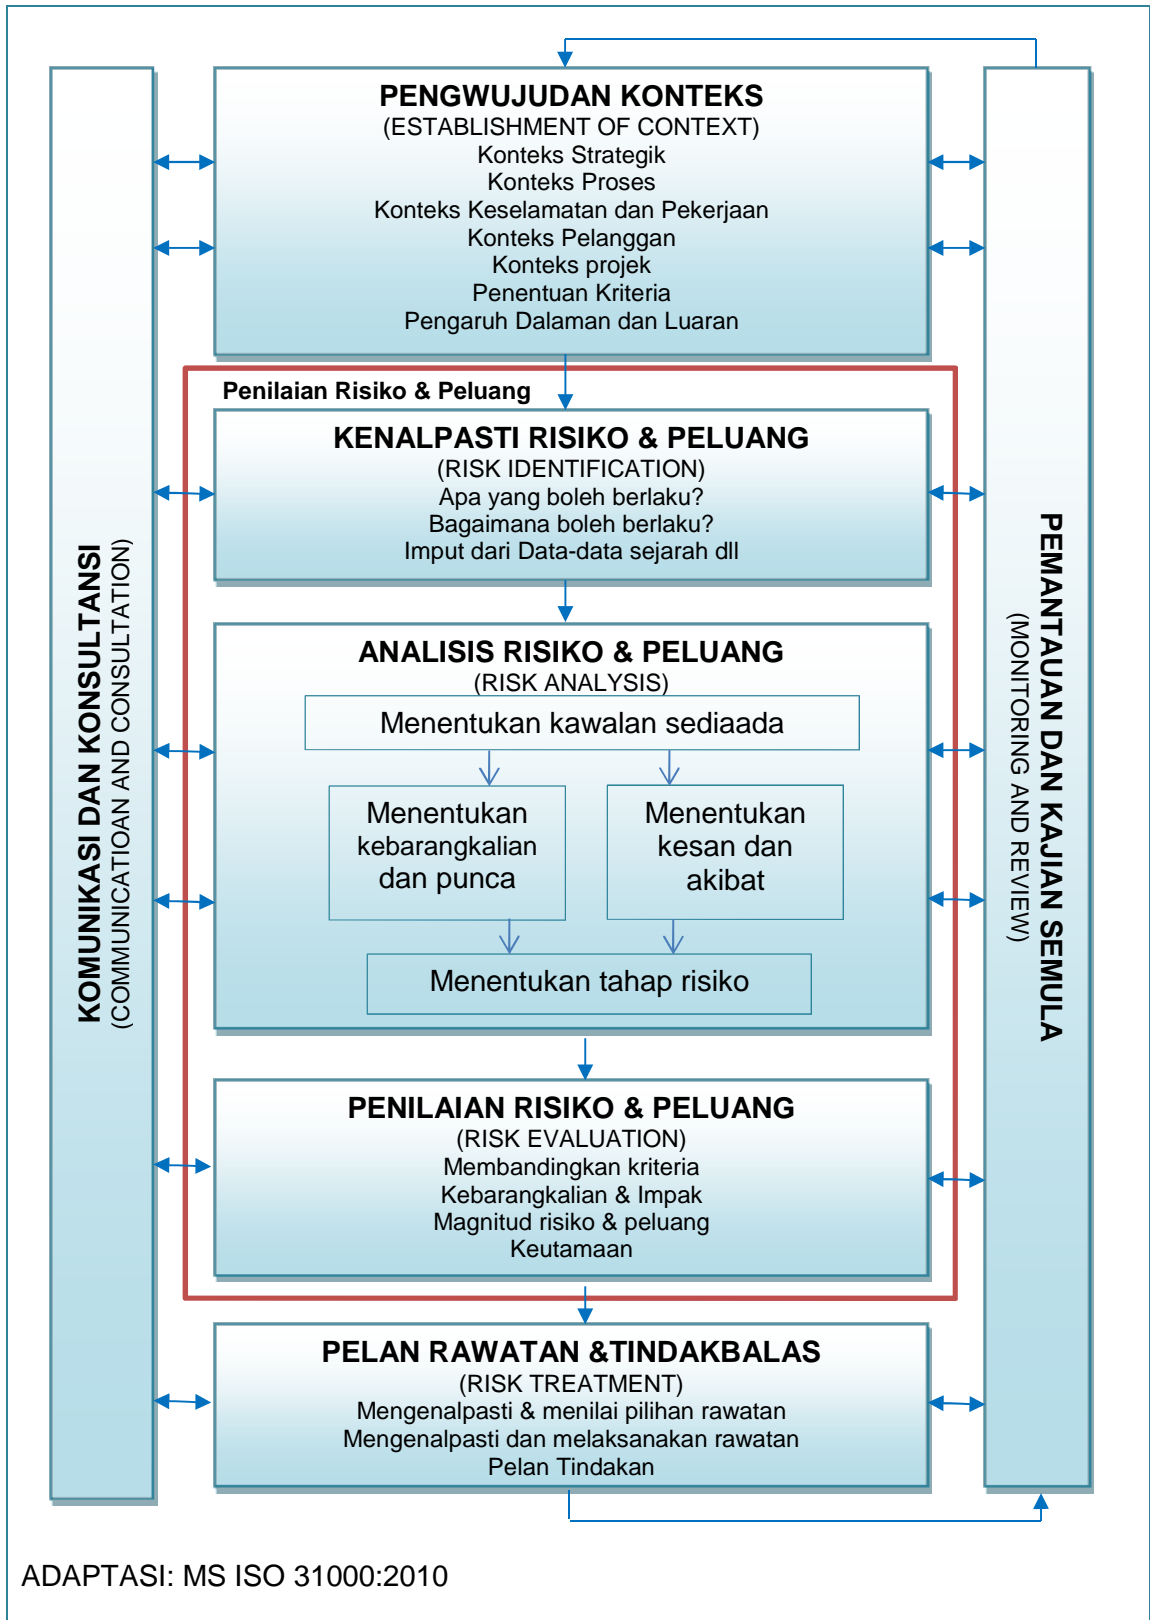 PENGWUJUDAN KONTEKS
(ESTABLISHMENT OF CONTEXT)
Konteks Strategik
Konteks Proses
Konteks Keselamatan dan Pekerjaan
Konteks Pelanggan
Konteks projek
Penentuan Kriteria
Pengaruh Dalaman dan Luaran
Penilaian Risiko & Peluang
KENALPASTI RISIKO & PELUANG
(RISK IDENTIFICATION)
Apa yang boleh berlaku?
Bagaimana boleh berlaku?
Imput dari Data-data sejarah dll
ANALISIS RISIKO & PELUANG
(RISK ANALYSIS)
Menentukan kawalan sediaada
Menentukan
kebarangkalian
dan punca
Menentukan
kesan dan
akibat
Menentukan tahap risiko
PENILAIAN RISIKO & PELUANG
(RISK EVALUATION)
Membandingkan kriteria
Kebarangkalian & Impak
Magnitud risiko & peluang
Keutamaan
PELAN RAWATAN &TINDAKBALAS
(RISK TREATMENT)
Mengenalpasti & menilai pilihan rawatan
Mengenalpasti dan melaksanakan rawatan
Pelan Tindakan
KOMUNIKASI DAN KONSULTANSI
(COMMUNICATIOAN AND CONSULTATION)
PEMANTAUAN DAN KAJIAN SEMULA
(MONITORING AND REVIEW)
ADAPTASI: MS ISO 31000:2010